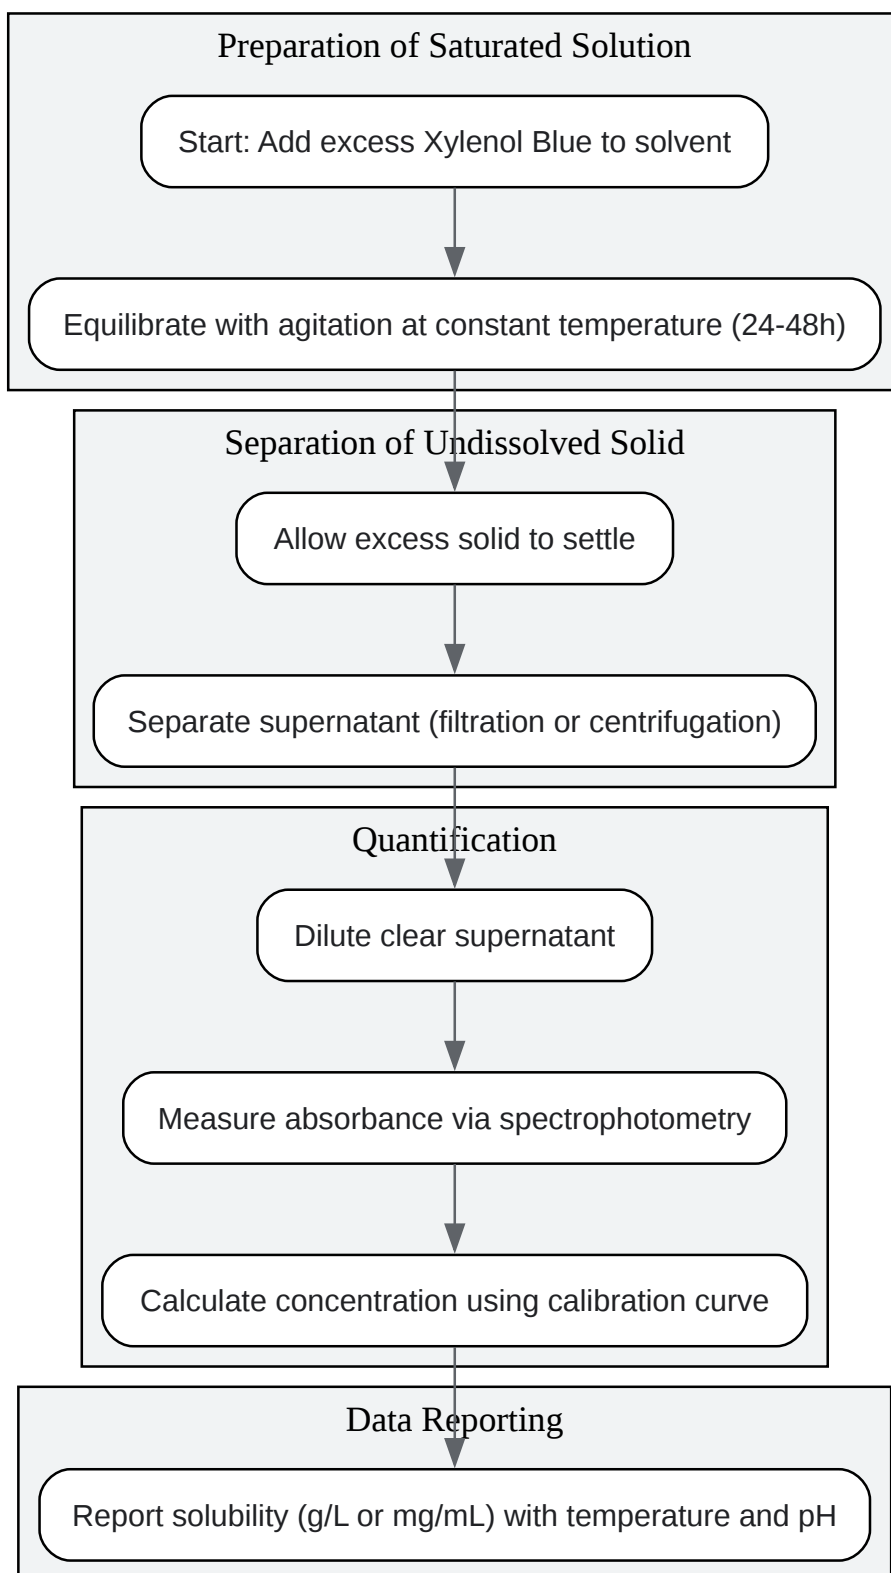 Preparation of Saturated Solution
Start: Add excess Xylenol Blue to solvent
Equilibrate with agitation at constant temperature (24-48h)
Separation of Undissolved Solid
Allow excess solid to settle
Separate supernatant (filtration or centrifugation)
Quantification
Dilute clear supernatant
Measure absorbance via spectrophotometry
Calculate concentration using calibration curve
Data Reporting
Report solubility (g/L or mg/mL) with temperature and pH